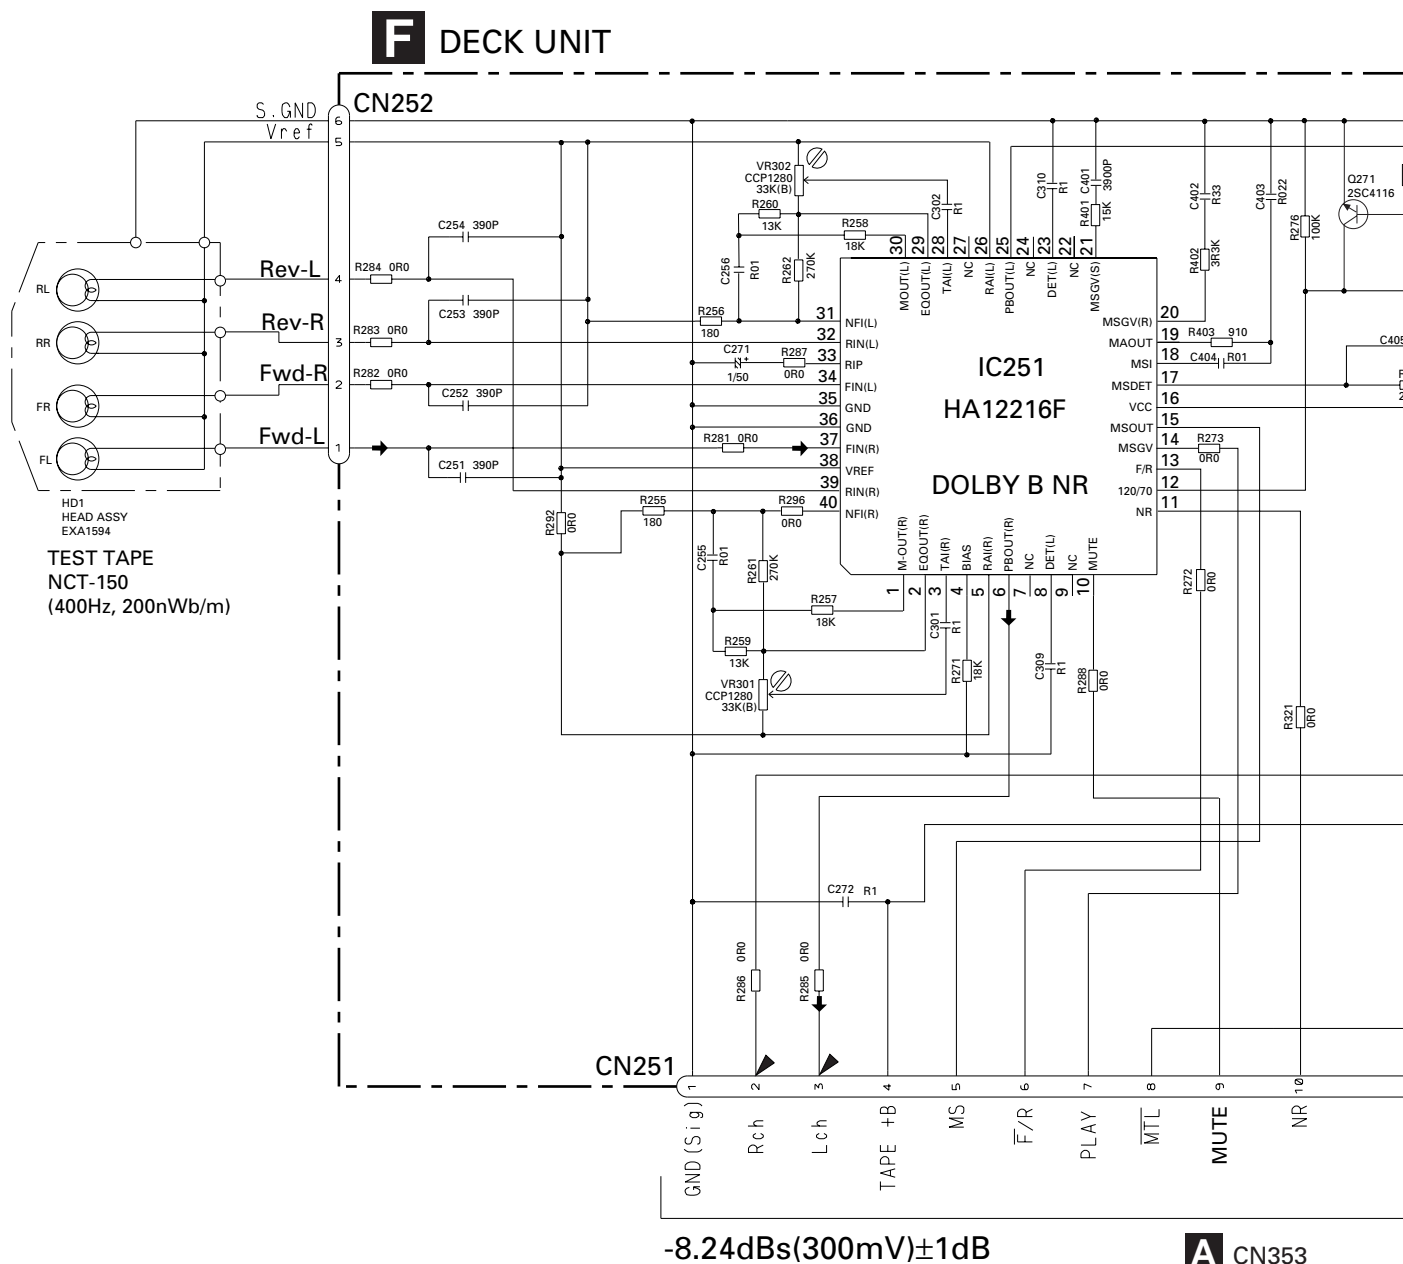 F DECK UNIT
CN252
S.GND
Vref
6
5
4
3
2
1
Rev-L
Rev-R
Fwd-R
Fwd-L
RL
RR
FR
FL
HD1
HEAD ASSY
EXA1594
TEST TAPE
NCT-150
(400Hz, 200nWb/m)
R284 0R0
R283 0R0
R282 0R0
C254 390P
C253 390P
C252 390P
C251 390P
R281 0R0
VR302
CCP1280
33K(B)
R260
13K
R258
18K
C256
R01
R262
270K
R256
180
C271
+
1/50
R287
0R0
C302
R1
C310
R1
C401
3900P
R401
15K
C402
R33
R402
3R3K
C403
R022
R276
100K
Q271
2SC4116
R403 910
C404 R01
C405
R
2
R273
0R0
30
29
28
27
26
25
24
23
22
21
MOUT(L)
EQOUT(L)
TAI(L)
NC
RAI(L)
PBOUT(L)
NC
DET(L)
NC
MSGV(S)
31 NFI(L)
32 RIN(L)
33 RIP
34 FIN(L)
35 GND
36 GND
37 FIN(R)
38 VREF
39 RIN(R)
40 NFI(R)
IC251
HA12216F
DOLBY B NR
MSGV(R) 20
MAOUT 19
MSI 18
MSDET 17
VCC 16
MSOUT 15
MSGV 14
F/R 13
120/70 12
NR 11
M-OUT(R)
EQOUT(R)
TAI(R)
BIAS
RAI(R)
PBOUT(R)
NC
DET(L)
NC
MUTE
1
2
3
4
5
6
7
8
9
10
R292
0R0
R255
180
R296
0R0
C255
R01
R261
270K
R257
18K
R259
13K
VR301
CCP1280
33K(B)
C301
R1
R271
18K
C309
R1
R288
0R0
R272
0R0
R321
0R0
C272 R1
R286 0R0
R285 0R0
CN251
1
2
3
4
5
6
7
8
9
10
GND(Sig)
Rch
Lch
TAPE +B
MS
F̅/R
PLAY
M̅T̅L̅
MUTE
NR
-8.24dBs(300mV)±1dB
A CN353